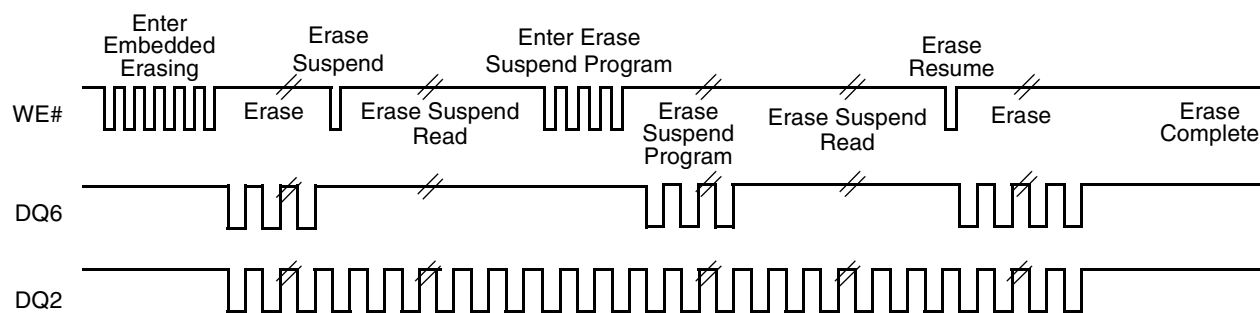 Enter
Embedded
Erasing
Erase
Suspend
Enter Erase
Suspend Program
Erase
Resume
WE#
Erase
Erase Suspend
Read
Erase
Suspend
Program
Erase Suspend
Read
Erase
Erase
Complete
DQ6
DQ2